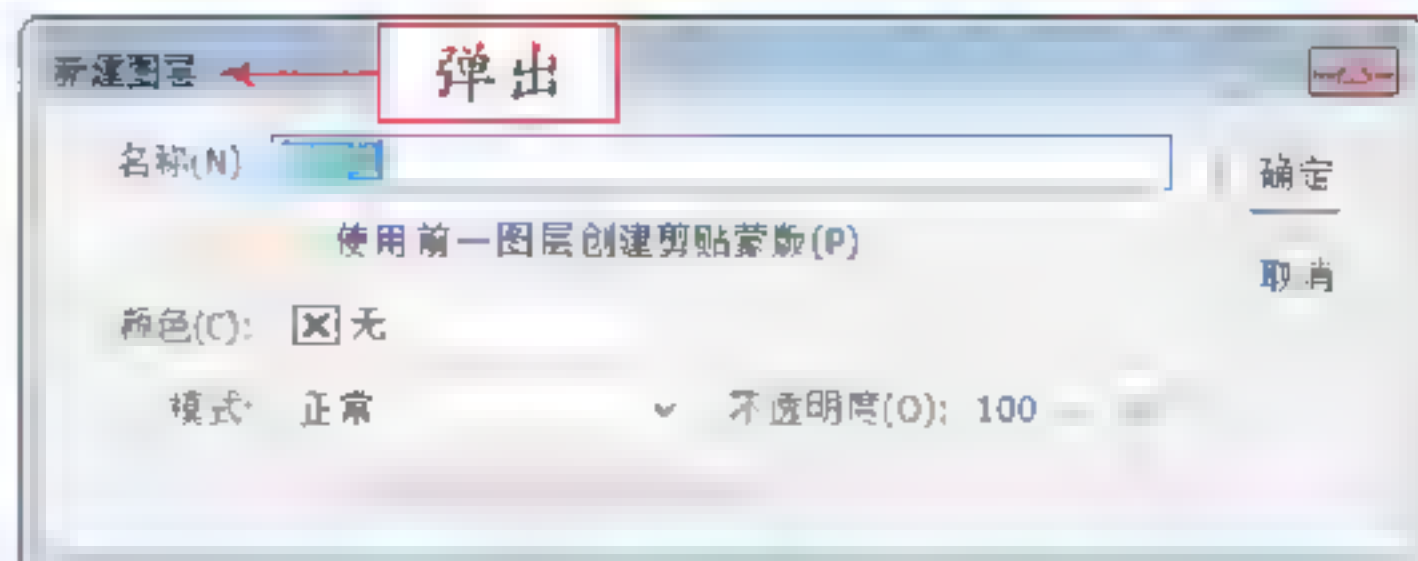 新建图层 弹出
名称(N) 确定
使用前一图层创建剪贴蒙版(P)
取消
颜色(C): 无
模式: 正常 不透明度(O): 100